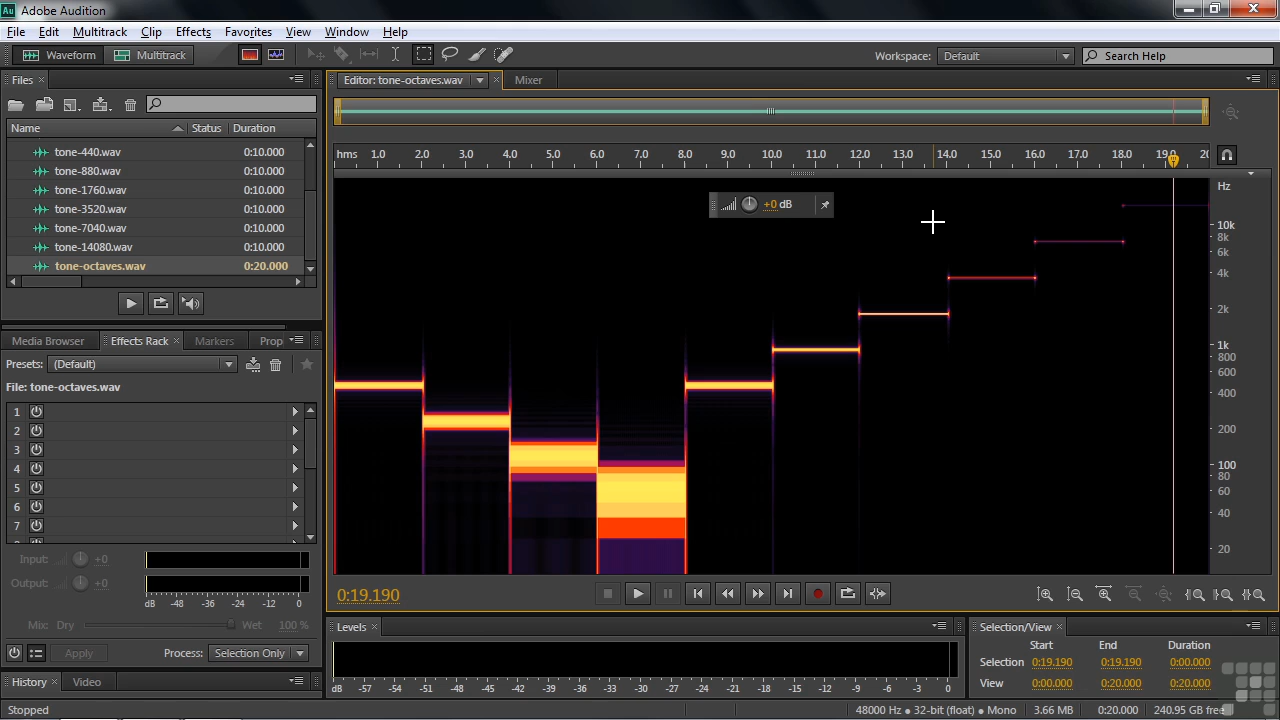 Au Adobe Audition
File Edit Multitrack Clip Effects Favorites View Window Help
Waveform Multitrack Workspace: Default Search Help
Files × Editor: tone-octaves.wav × Mixer
Name Status Duration
hms 1.0 2.0 3.0 4.0 5.0 6.0 7.0 8.0 9.0 10.0 11.0 12.0 13.0 14.0 15.0 16.0 17.0 18.0 19.0 20
tone-440.wav 0:10.000
tone-880.wav 0:10.000
tone-1760.wav 0:10.000
tone-3520.wav 0:10.000
tone-7040.wav 0:10.000
tone-14080.wav 0:10.000
tone-octaves.wav 0:20.000
+0 dB
Hz
10k
8k
6k
4k
2k
1k
800
600
400
200
100
80
60
40
20
Media Browser Effects Rack × Markers Prop
Presets: (Default)
File: tone-octaves.wav
1
2
3
4
5
6
7
Input: +0
Output: +0
dB -48 -36 -24 -12 0
Mix: Dry Wet 100 %
Apply Process: Selection Only
History × Video
0:19.190
Levels ×
dB -57 -54 -51 -48 -45 -42 -39 -36 -33 -30 -27 -24 -21 -18 -15 -12 -9 -6 -3 0
Selection/View ×
Start End Duration
Selection 0:19.190 0:19.190 0:00.000
View 0:00.000 0:20.000 0:20.000
Stopped 48000 Hz ● 32-bit (float) ● Mono 3.66 MB 0:20.000 240.95 GB free